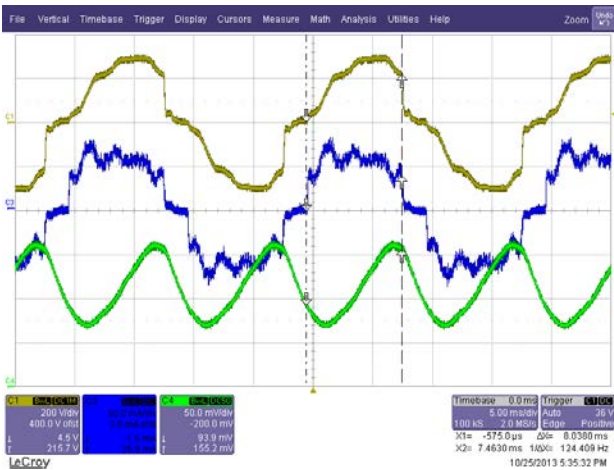 File Vertical Timebase Trigger Display Cursors Measure Math Analysis Utilities Help
Zoom Undo
C1
C3
C4
C1 DC1M
200 V/div
400.0 V ofst
4.5 V
215.7 V
C4 DC50
50.0 mV/div
-200.0 mV
93.9 mV
155.2 mV
Timebase 0.0 ms
5.00 ms/div
100 kS 2.0 MS/s
Trigger C1 DC
Auto 36 V
Edge Positive
X1= -575.0 µs ΔX= 8.0380 ms
X2= 7.4630 ms 1/ΔX= 124.409 Hz
LeCroy
10/25/2013 5:35:32 PM